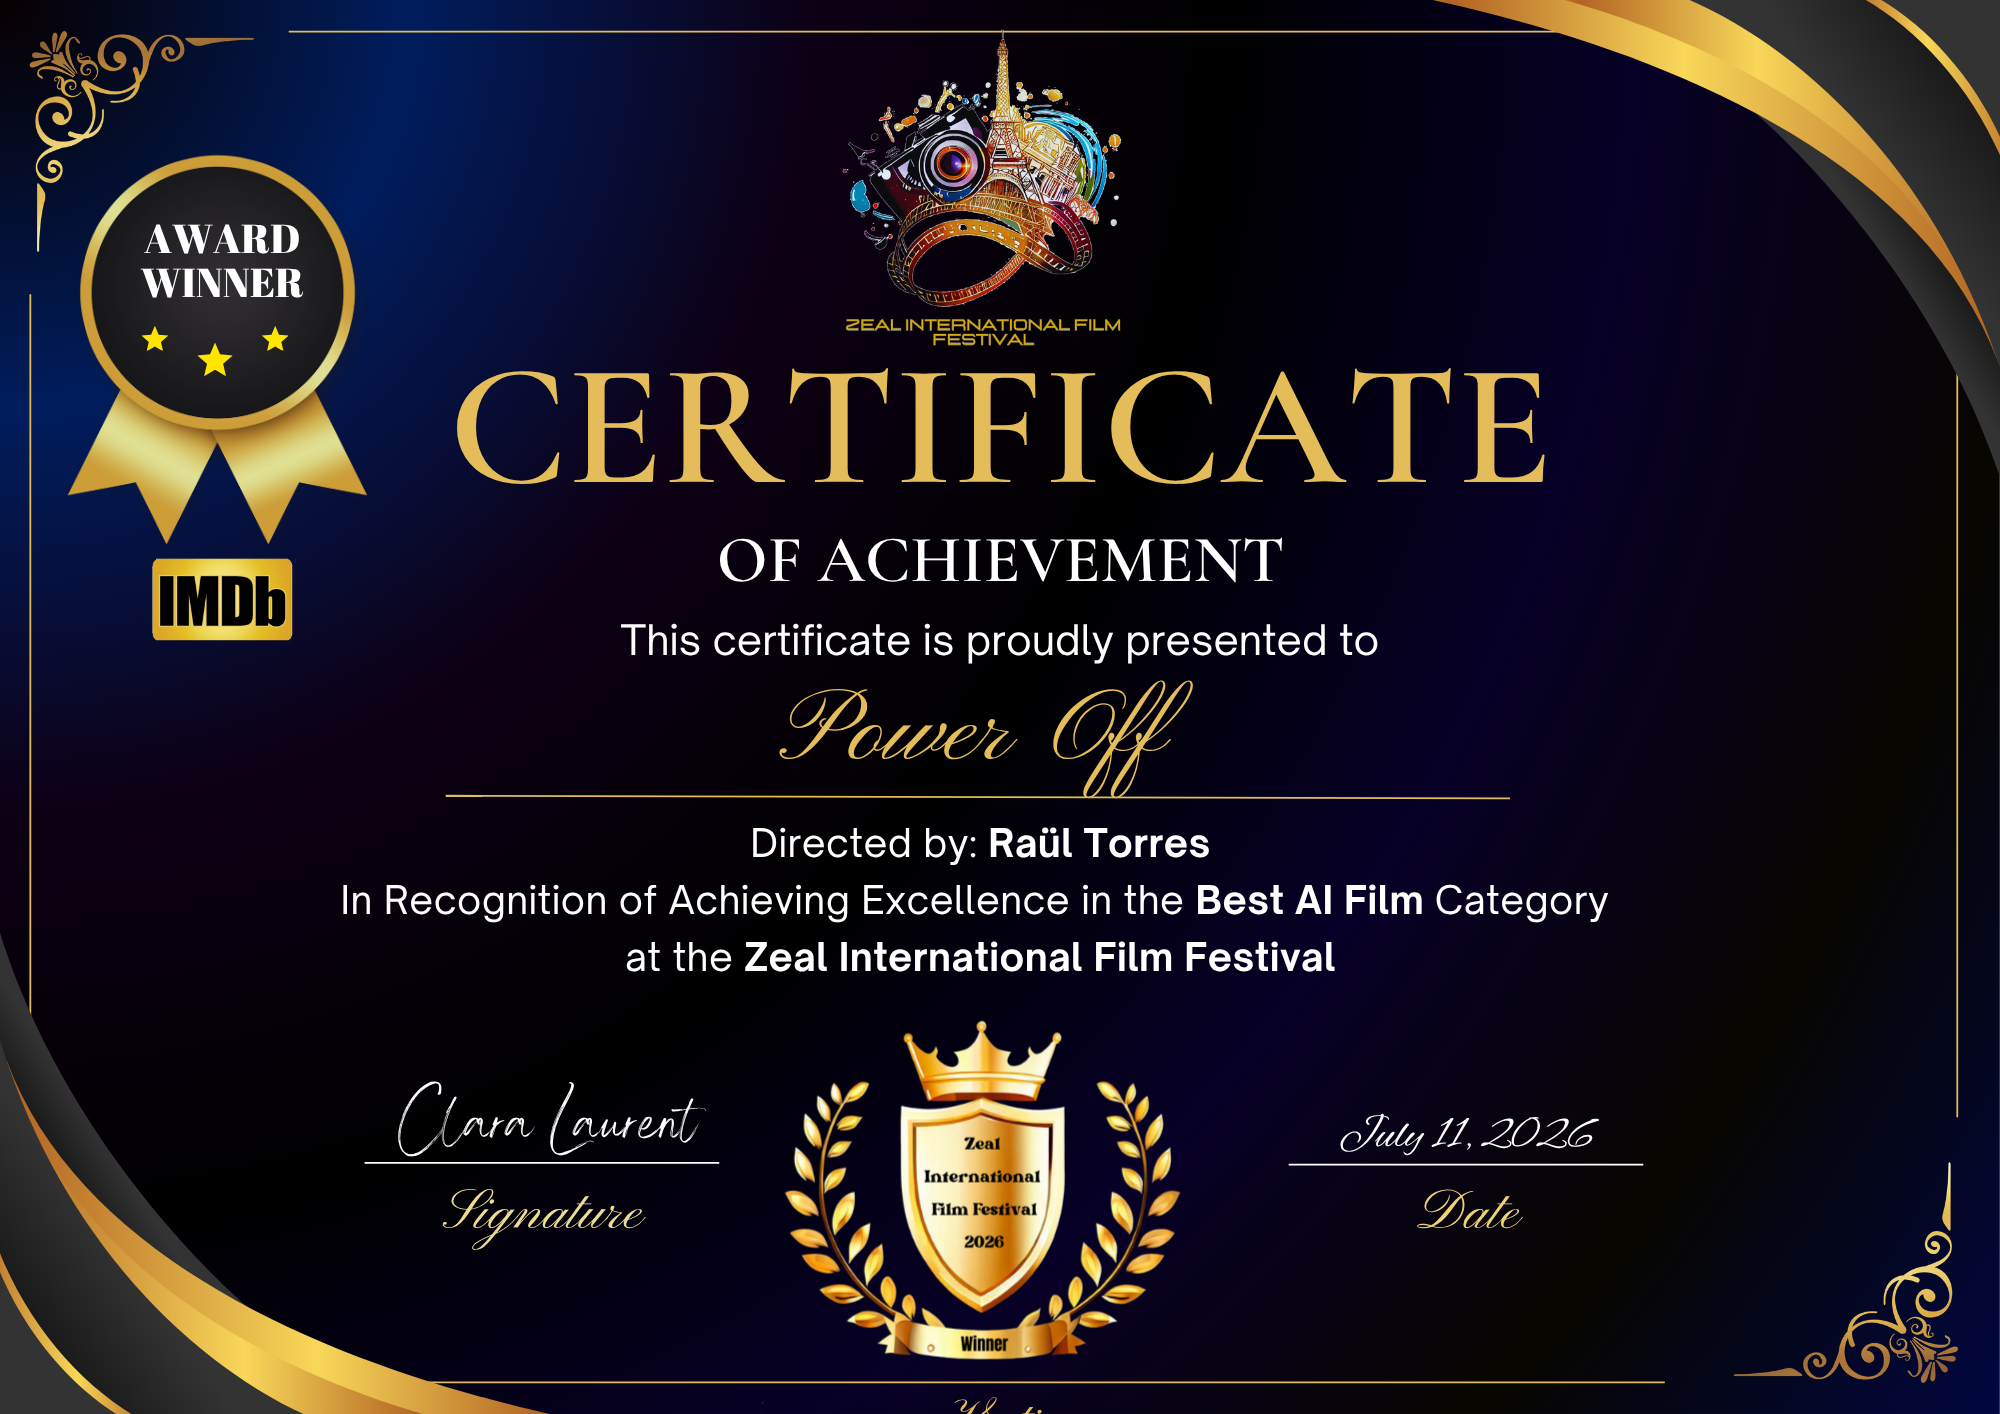 AWARD
WINNER
IMDb
ZEAL INTERNATIONAL FILM
FESTIVAL
CERTIFICATE
OF ACHIEVEMENT
This certificate is proudly presented to
Power Off
Directed by: Raül Torres
In Recognition of Achieving Excellence in the Best AI Film Category
at the Zeal International Film Festival
Clara Laurent
Signature
Zeal
International
Film Festival
2026
Winner
July 11, 2026
Date